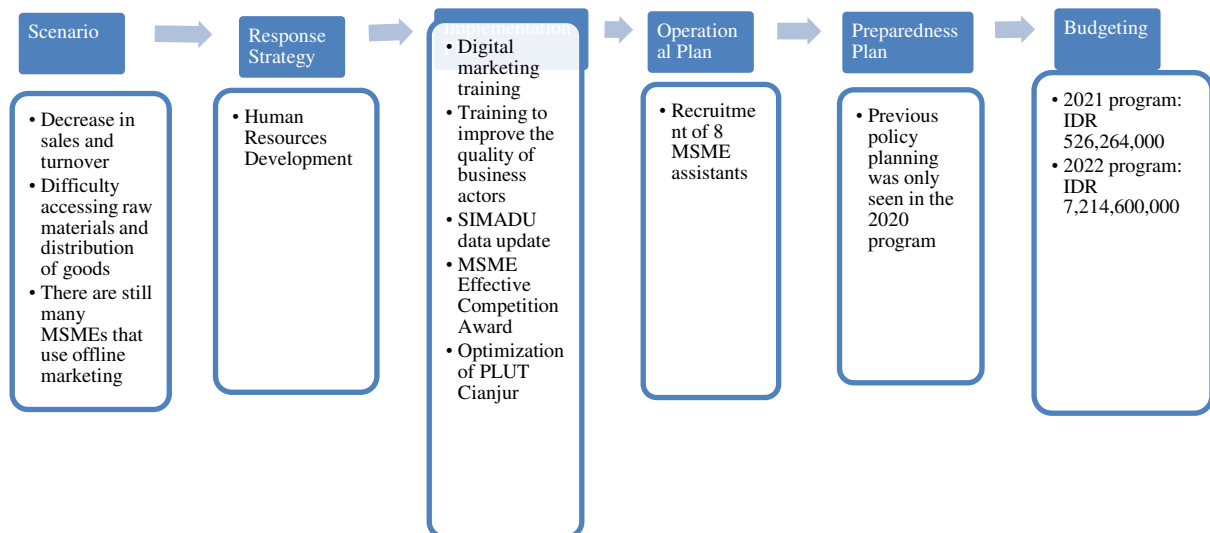 Scenario
• Decrease in
sales and
turnover
• Difficulty
accessing raw
materials and
distribution
of goods
• There are still
many
MSMEs that
use offline
marketing
Response
Strategy
• Human
Resources
Development
Implementation
• Digital
marketing
training
• Training to
improve the
quality of
business
actors
• SIMADU
data update
• MSME
Effective
Competition
Award
• Optimization
of PLUT
Cianjur
Operation
al Plan
• Recruitme
nt of 8
MSME
assistants
Preparedness
Plan
• Previous
policy
planning
was only
seen in the
2020
program
Budgeting
• 2021 program:
IDR
526,264,000
• 2022 program:
IDR
7,214,600,000